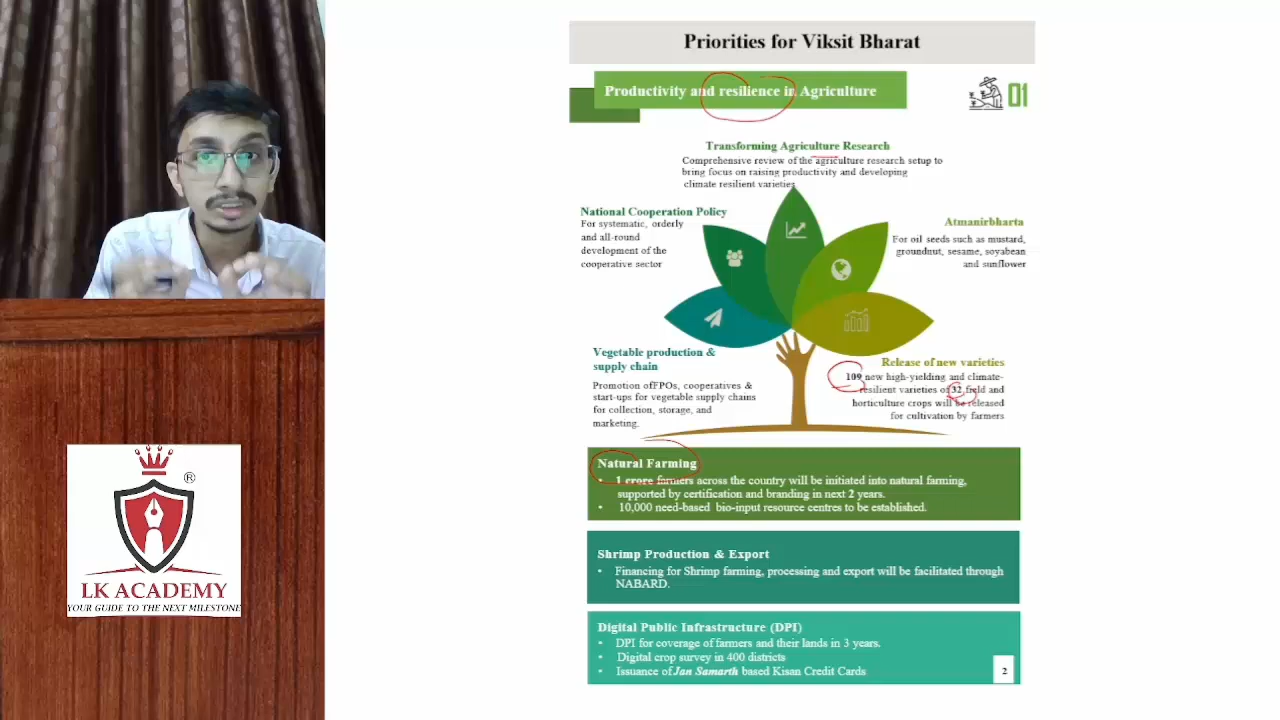 Priorities for Viksit Bharat
Productivity and resilience in Agriculture
01
Transforming Agriculture Research
Comprehensive review of the agriculture research setup to
bring focus on raising productivity and developing
climate resilient varieties
National Cooperation Policy
For systematic, orderly
and all-round
development of the
cooperative sector
Atmanirbharta
For oil seeds such as mustard,
groundnut, sesame, soyabean
and sunflower
Vegetable production &
supply chain
Promotion ofFPOs, cooperatives &
start-ups for vegetable supply chains
for collection, storage, and
marketing.
Release of new varieties
109 new high-yielding and climate-
resilient varieties of 32 field and
horticulture crops will be released
for cultivation by farmers
Natural Farming
• 1 crore farmers across the country will be initiated into natural farming,
supported by certification and branding in next 2 years.
• 10,000 need-based bio-input resource centres to be established.
Shrimp Production & Export
• Financing for Shrimp farming, processing and export will be facilitated through
NABARD.
Digital Public Infrastructure (DPI)
• DPI for coverage of farmers and their lands in 3 years.
• Digital crop survey in 400 districts
• Issuance of Jan Samarth based Kisan Credit Cards
2
®
LK ACADEMY
YOUR GUIDE TO THE NEXT MILESTONE